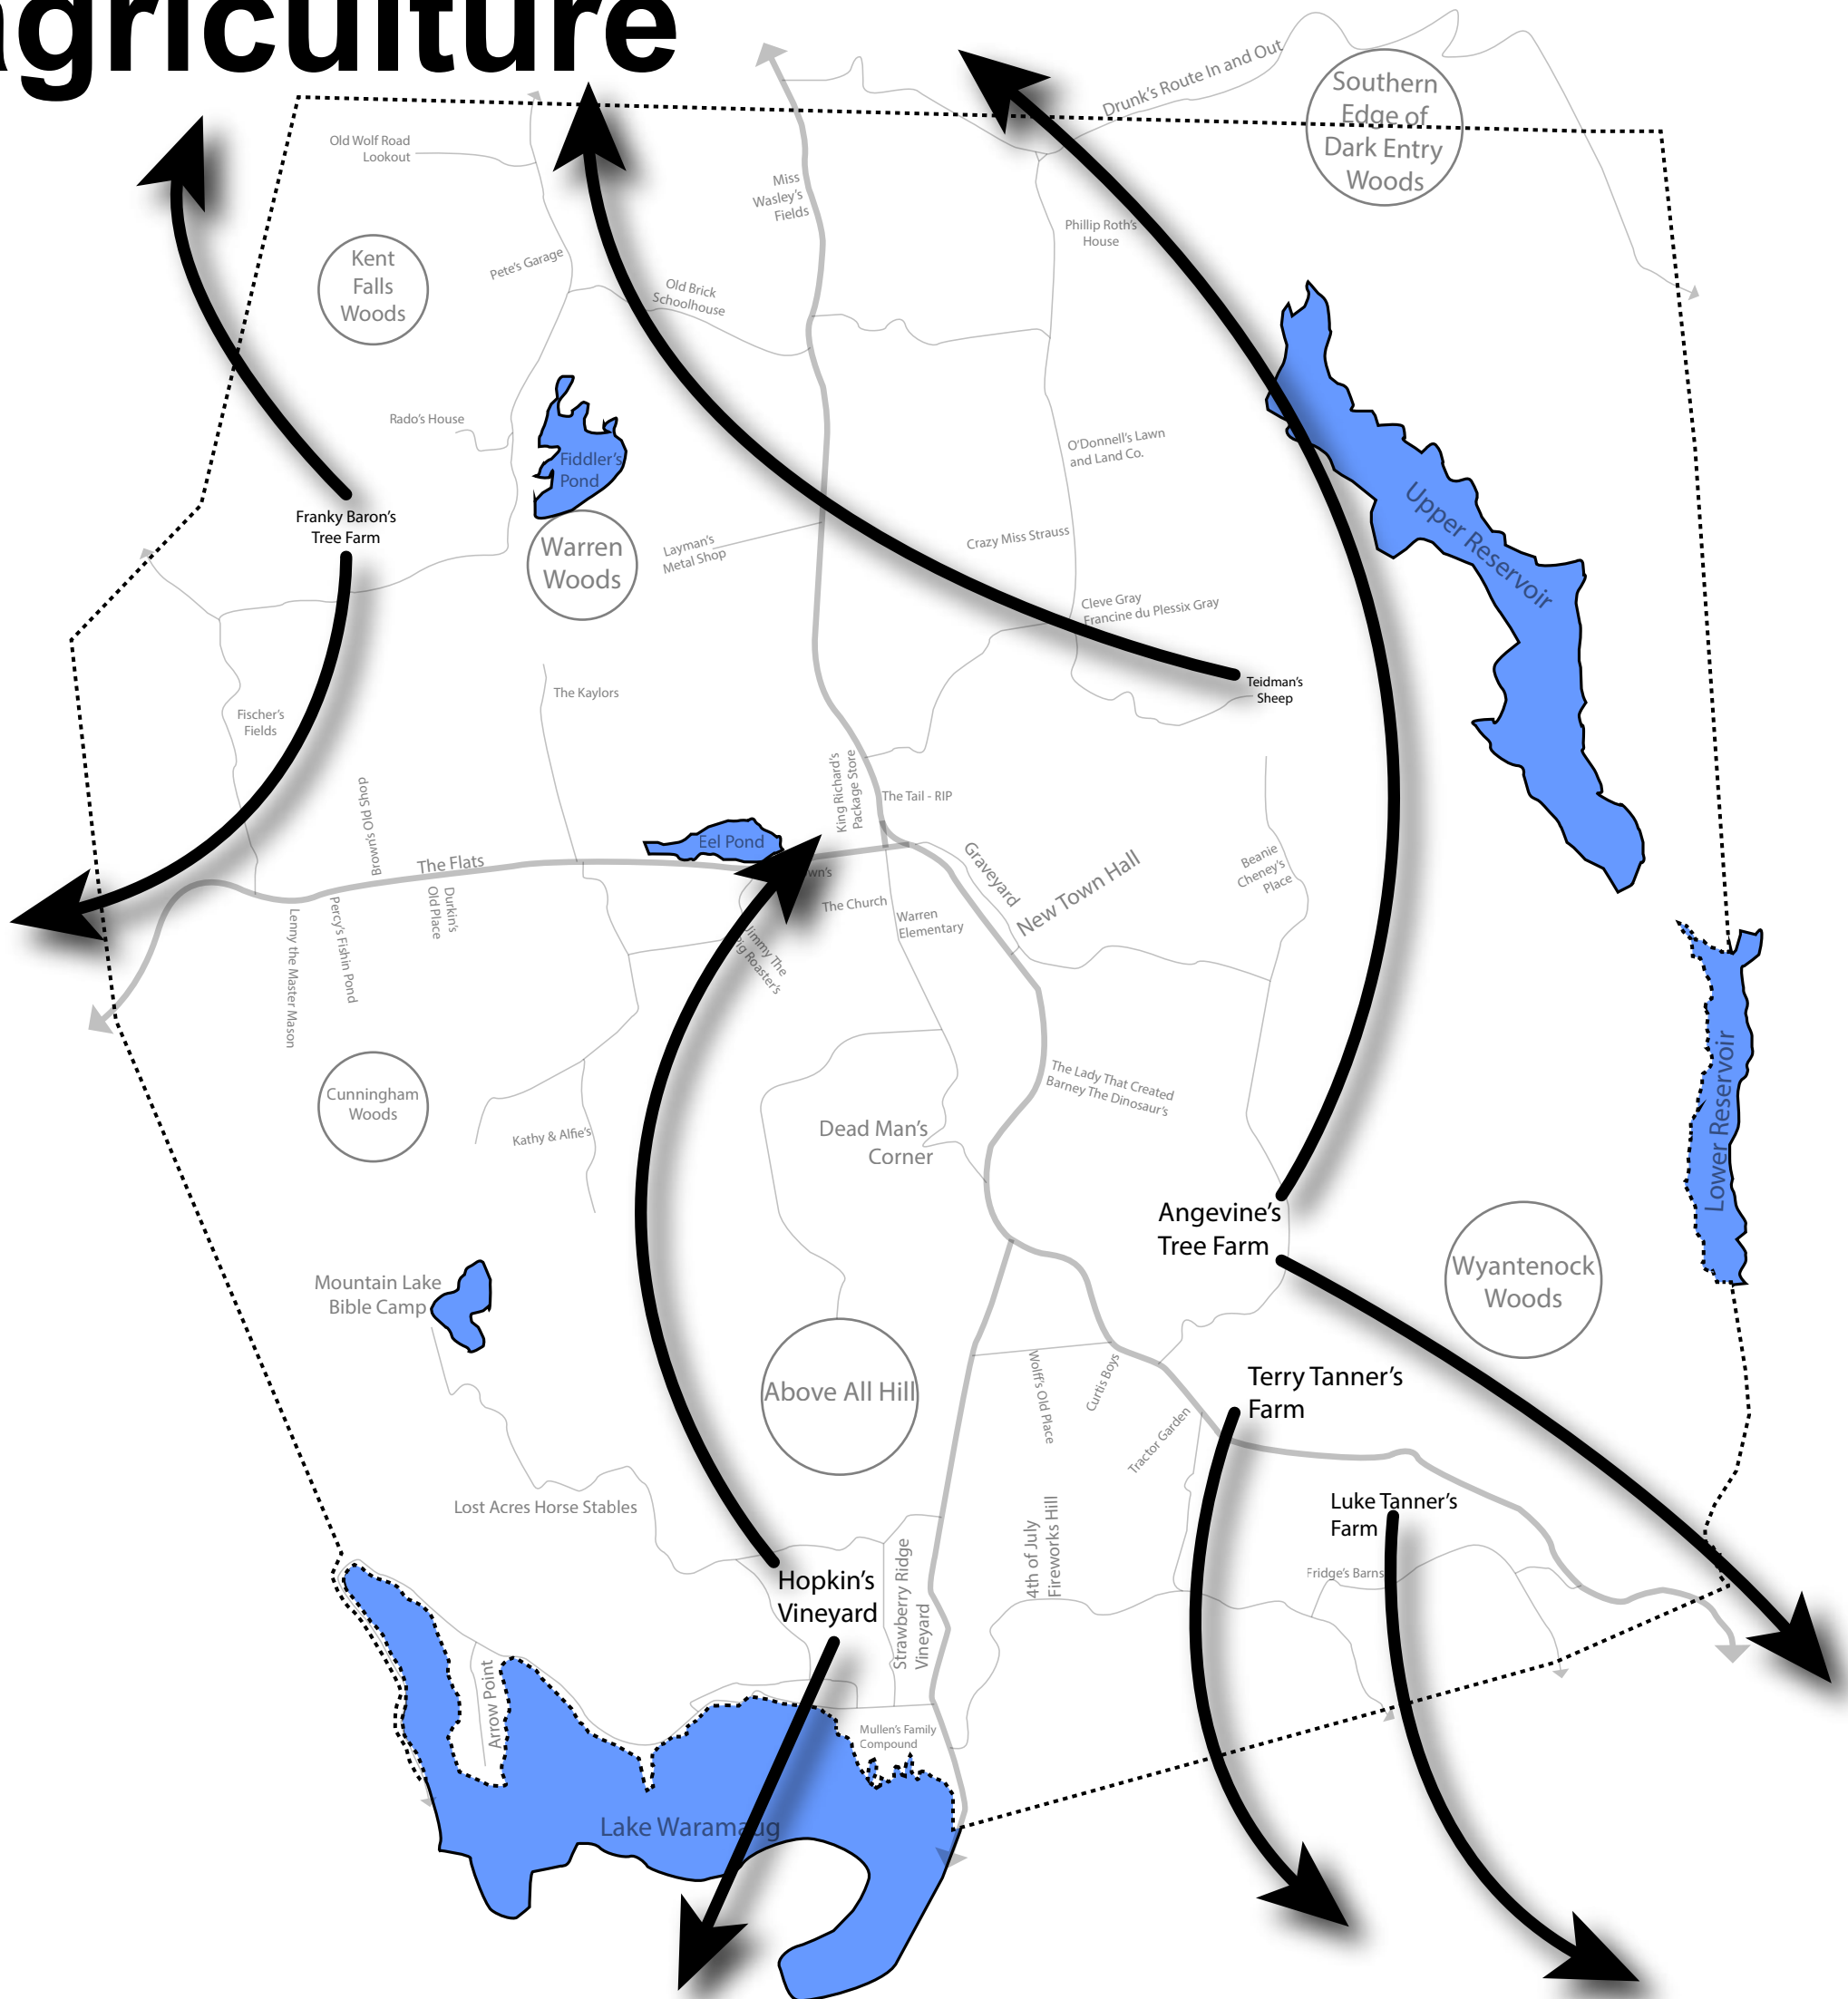 agriculture
Drunk's Route In and Out
Southern
Edge of
Dark Entry
Woods
Old Wolf Road
Lookout
Miss
Wasley's
Fields
Phillip Roth's
House
Kent
Falls
Woods
Pete's Garage
Old Brick
Schoolhouse
Rado's House
Fiddler's
Pond
O'Donnell's Lawn
and Land Co.
Upper Reservoir
Franky Baron's
Tree Farm
Warren
Woods
Layman's
Metal Shop
Crazy Miss Strauss
Cleve Gray
Francine du Plessix Gray
Teidman's
Sheep
The Kaylors
Fischer's
Fields
King Richard's
Package Store
The Tail - RIP
Brown's Old Shop
Eel Pond
The Flats
Graveyard
New Town Hall
Beanie
Cheney's
Place
Durkin's
Old Place
The Church
Warren
Elementary
Lenny the Master Mason
Percy's Fishin Pond
Jimmy The
Pig Roaster's
Lower Reservoir
Cunningham
Woods
Kathy & Alfie's
Dead Man's
Corner
The Lady That Created
Barney The Dinosaur's
Angevine's
Tree Farm
Wyantenock
Woods
Mountain Lake
Bible Camp
Above All Hill
Wolff's Old Place
Curtis Boys
Tractor Garden
Terry Tanner's
Farm
Lost Acres Horse Stables
Luke Tanner's
Farm
Fridge's Barns
4th of July
Fireworks Hill
Hopkin's
Vineyard
Strawberry Ridge
Vineyard
Arrow Point
Mullen's Family
Compound
Lake Waramaug